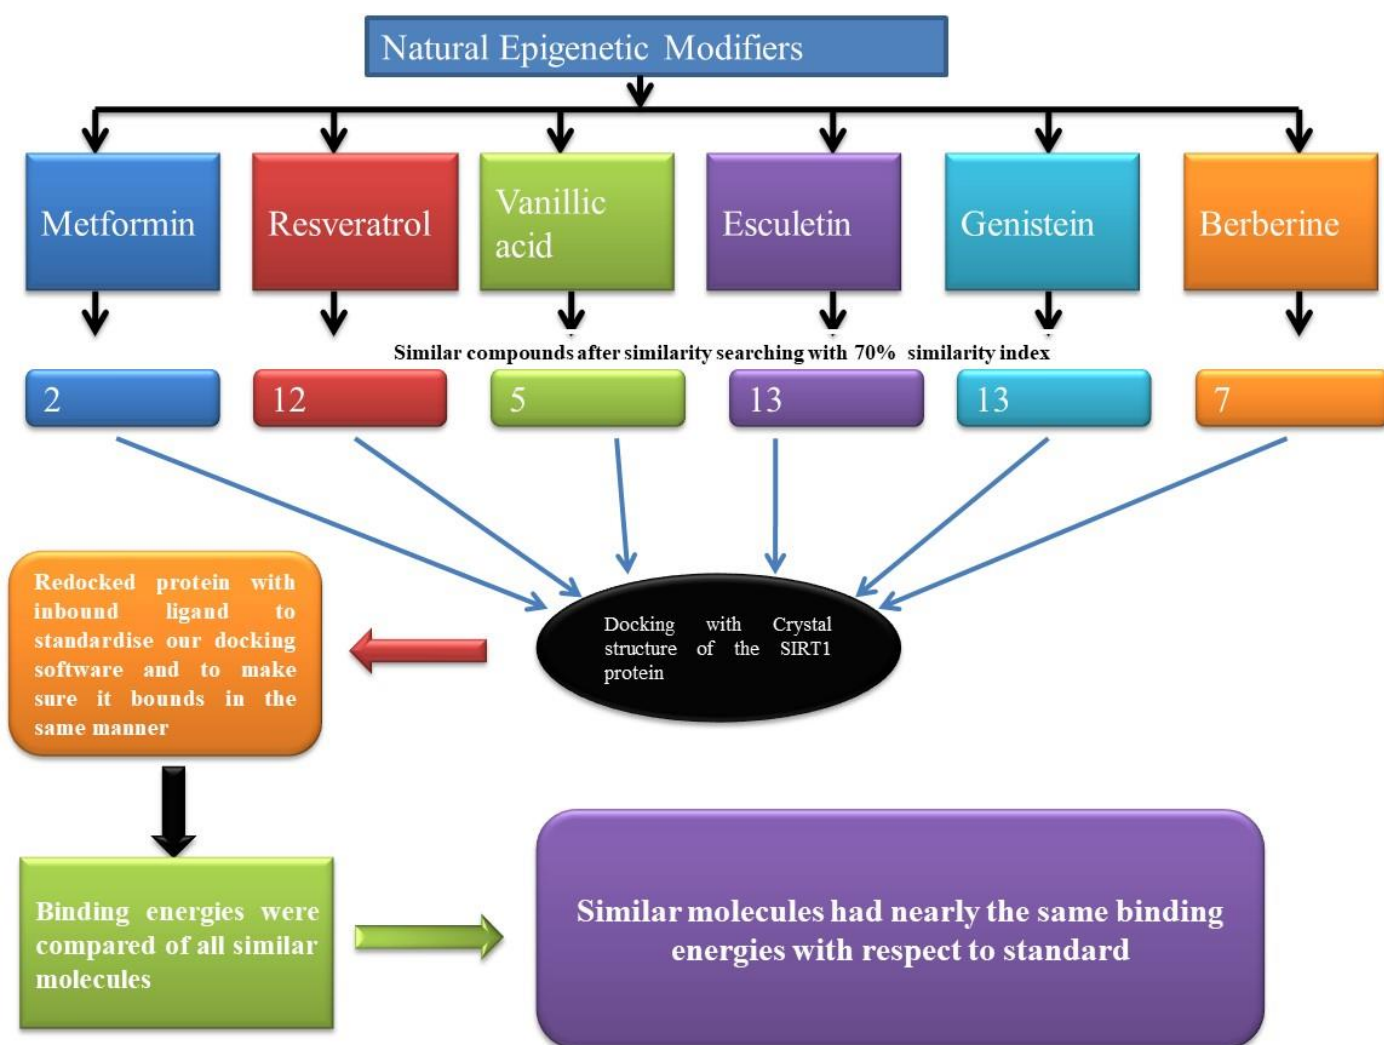 Natural Epigenetic Modifiers
Metformin
Resveratrol
Vanillic
acid
Esculetin
Genistein
Berberine
Similar compounds after similarity searching with 70% similarity index
2
12
5
13
13
7
Docking with Crystal
structure of the SIRT1
protein
Redocked protein with
inbound ligand to
standardise our docking
software and to make
sure it bounds in the
same manner
Binding energies were
compared of all similar
molecules
Similar molecules had nearly the same binding
energies with respect to standard